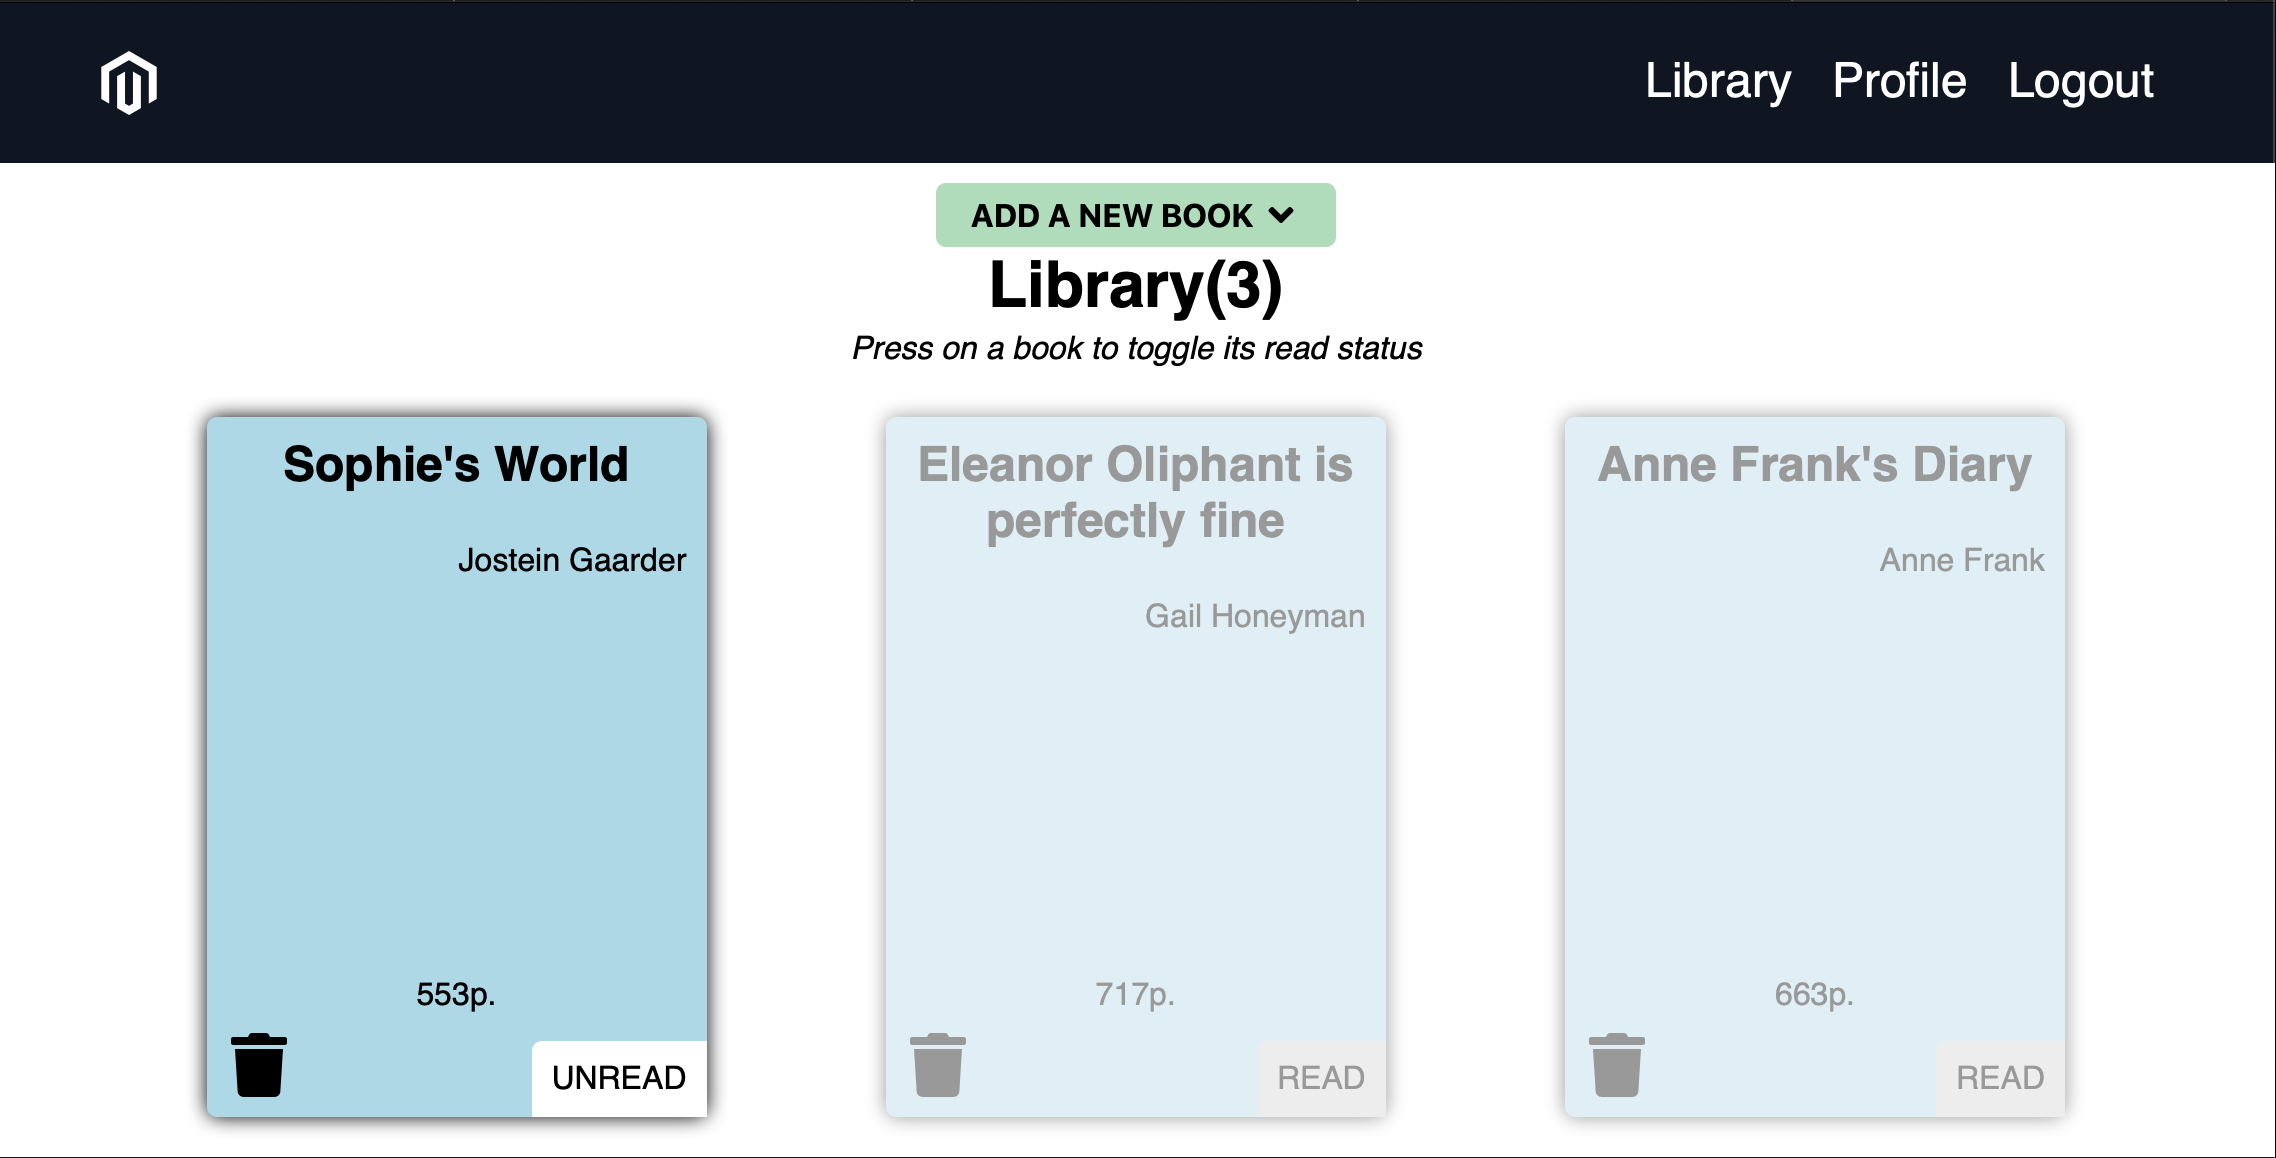 Library Profile Logout
ADD A NEW BOOK
Library(3)
Press on a book to toggle its read status
Sophie's World
Jostein Gaarder
553p.
UNREAD
Eleanor Oliphant is
perfectly fine
Gail Honeyman
717p.
READ
Anne Frank's Diary
Anne Frank
663p.
READ